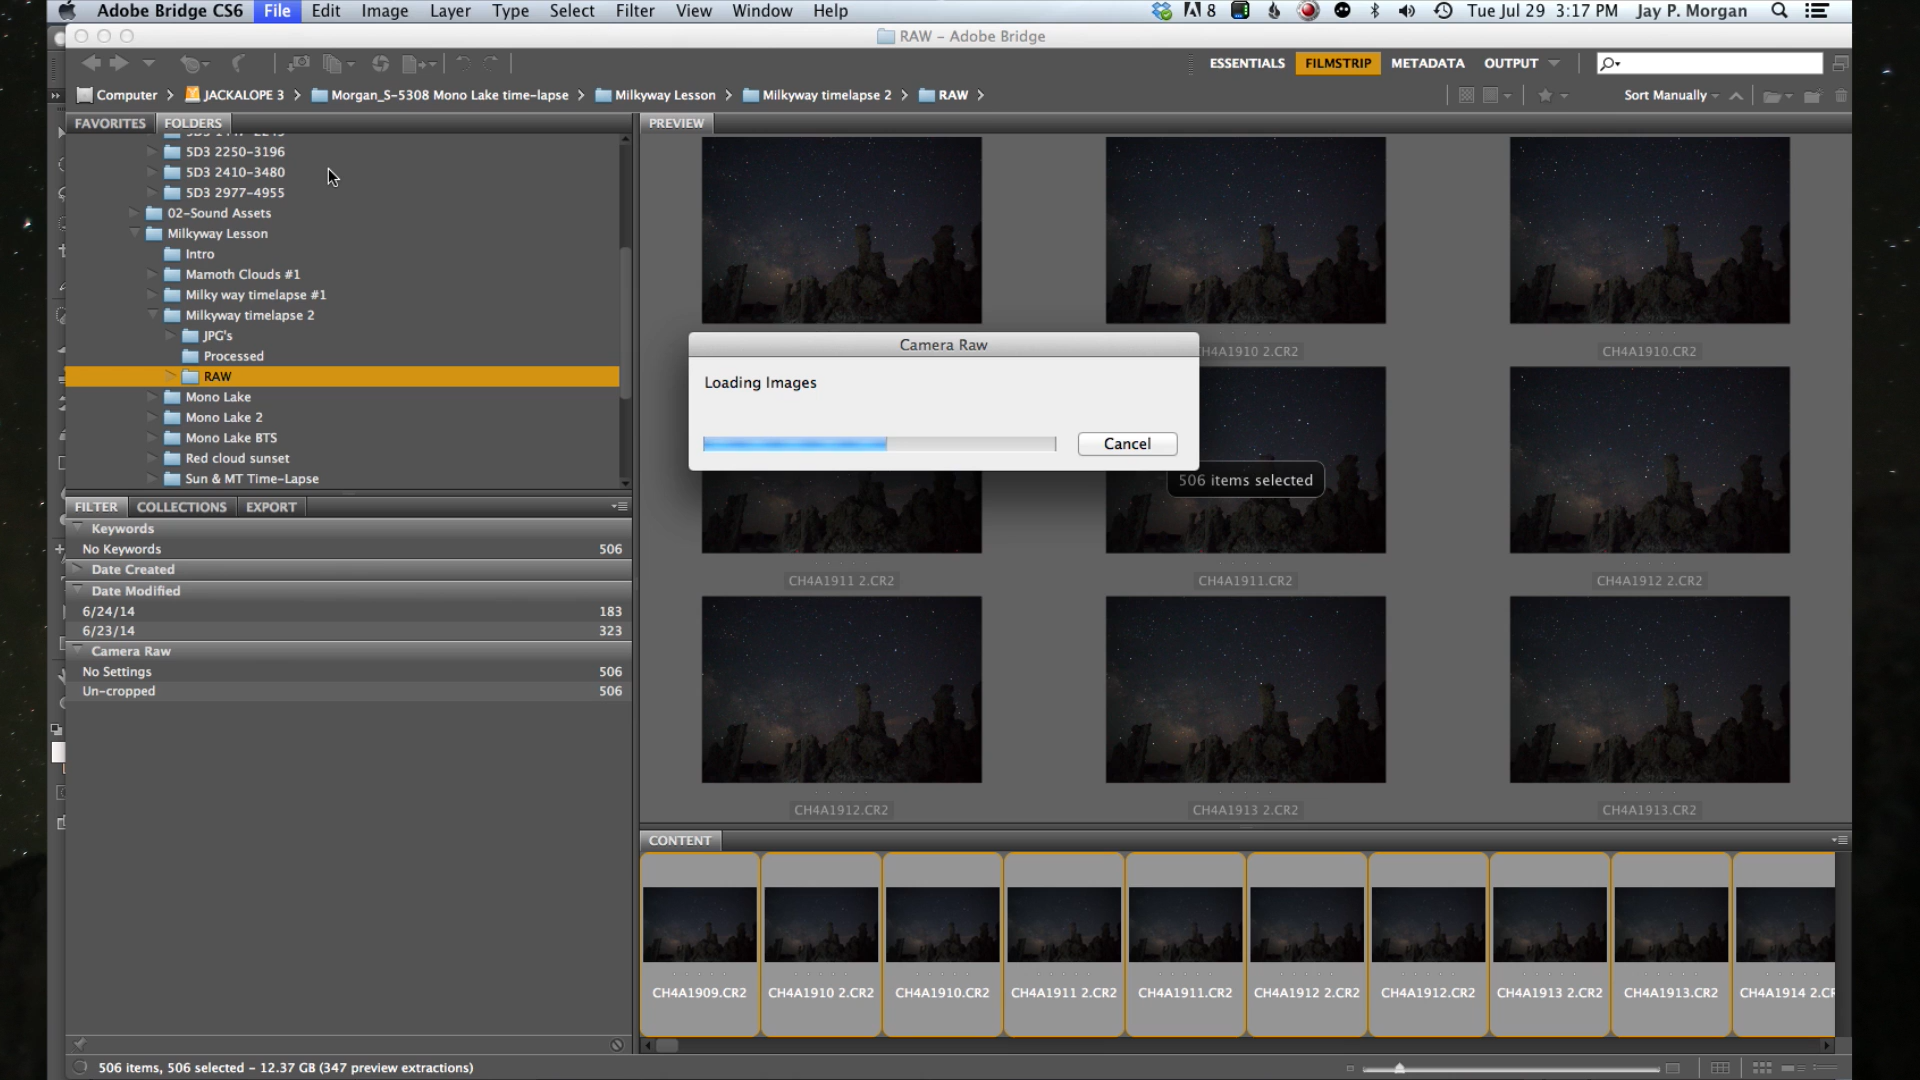 Adobe Bridge CS6 File Edit Image Layer Type Select Filter View Window Help 8 Tue Jul 29 3:17 PM Jay P. Morgan
RAW – Adobe Bridge
ESSENTIALS FILMSTRIP METADATA OUTPUT
Computer JACKALOPE 3 Morgan_S-5308 Mono Lake time-lapse Milkyway Lesson Milkyway timelapse 2 RAW Sort Manually
FAVORITES FOLDERS
5D3 2250-3196
5D3 2410-3480
5D3 2977-4955
02-Sound Assets
Milkyway Lesson
Intro
Mamoth Clouds #1
Milky way timelapse #1
Milkyway timelapse 2
JPG's
Processed
RAW
Mono Lake
Mono Lake 2
Mono Lake BTS
Red cloud sunset
Sun & MT Time-Lapse
FILTER COLLECTIONS EXPORT
Keywords
No Keywords 506
Date Created
Date Modified
6/24/14 183
6/23/14 323
Camera Raw
No Settings 506
Un-cropped 506
PREVIEW
CH4A1910.CR2
Camera Raw
Loading Images
Cancel
506 items selected
CH4A1911 2.CR2 CH4A1911.CR2 CH4A1912 2.CR2
CH4A1912.CR2 CH4A1913 2.CR2 CH4A1913.CR2
CONTENT
CH4A1909.CR2 CH4A1910 2.CR2 CH4A1910.CR2 CH4A1911 2.CR2 CH4A1911.CR2 CH4A1912 2.CR2 CH4A1912.CR2 CH4A1913 2.CR2 CH4A1913.CR2 CH4A1914 2.CR
506 items, 506 selected – 12.37 GB (347 preview extractions)